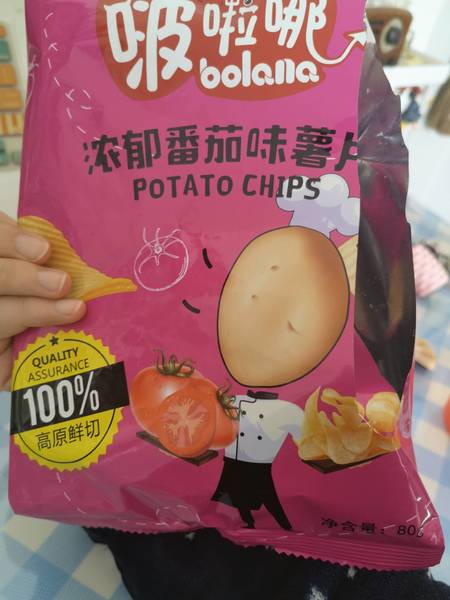 啵啦哪
bolana
浓郁番茄味薯片
POTATO CHIPS
QUALITY
ASSURANCE
100%
高原鲜切
净含量：80g